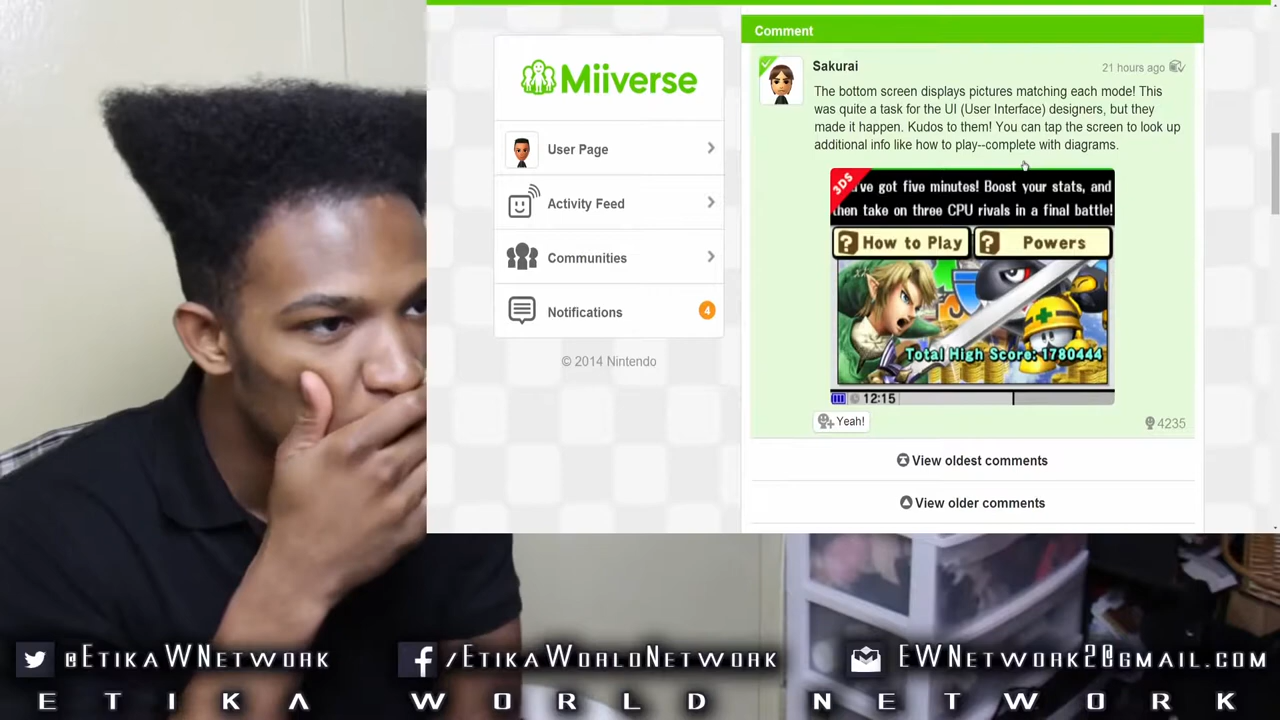 Comment
Miiverse
User Page
Activity Feed
Communities
Notifications
4
© 2014 Nintendo
Sakurai
21 hours ago
The bottom screen displays pictures matching each mode! This
was quite a task for the UI (User Interface) designers, but they
made it happen. Kudos to them! You can tap the screen to look up
additional info like how to play--complete with diagrams.
3DS
've got five minutes! Boost your stats, and
then take on three CPU rivals in a final battle!
? How to Play
? Powers
Total High Score: 1780444
12:15
Yeah!
4235
View oldest comments
View older comments
@EtikaWNetwork
/EtikaWorldNetwork
EWNetwork2@gmail.com
ETIKA WORLD NETWORK